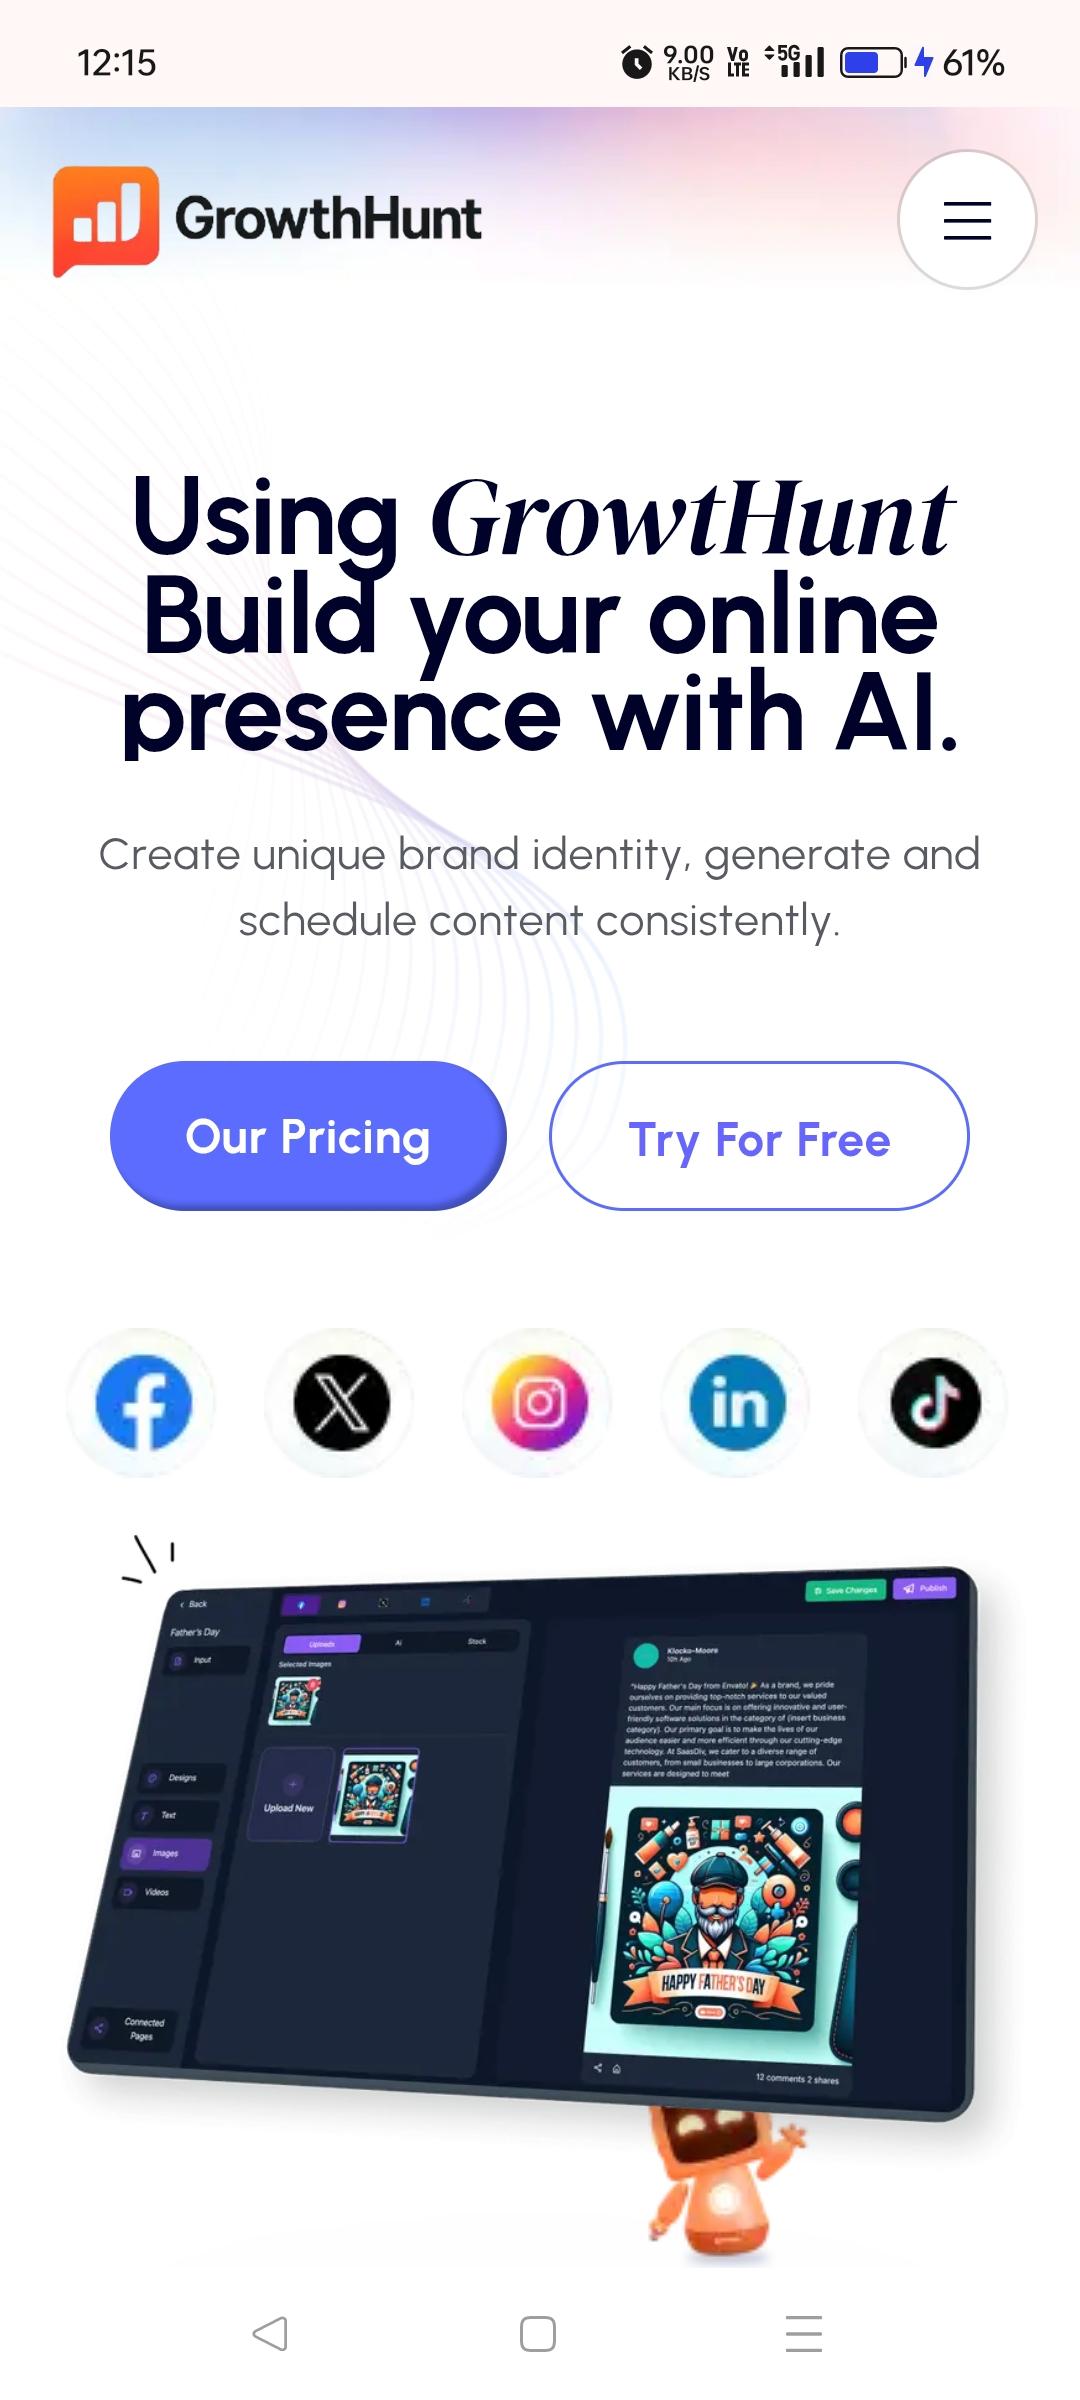 12:15
9.00 KB/S Vo LTE 5G 61%
GrowthHunt
Using GrowtHunt
Build your online
presence with AI.
Create unique brand identity, generate and
schedule content consistently.
Our Pricing
Try For Free
Back
Save Changes
Publish
Father's Day
Input
Uploads
Ai
Stock
Selected Images
Upload New
Designs
Text
Images
Videos
Connected
Pages
Klocko-Moore
10h Ago
"Happy Father's Day from Envato! 🎉 As a brand, we pride
ourselves on providing top-notch services to our valued
customers. Our main focus is on offering innovative and user-
friendly software solutions in the category of (insert business
category). Our primary goal is to make the lives of our
audience easier and more efficient through our cutting-edge
technology. At SaasDiv, we cater to a diverse range of
customers, from small businesses to large corporations. Our
services are designed to meet
HAPPY FATHER'S DAY
12 comments 2 shares